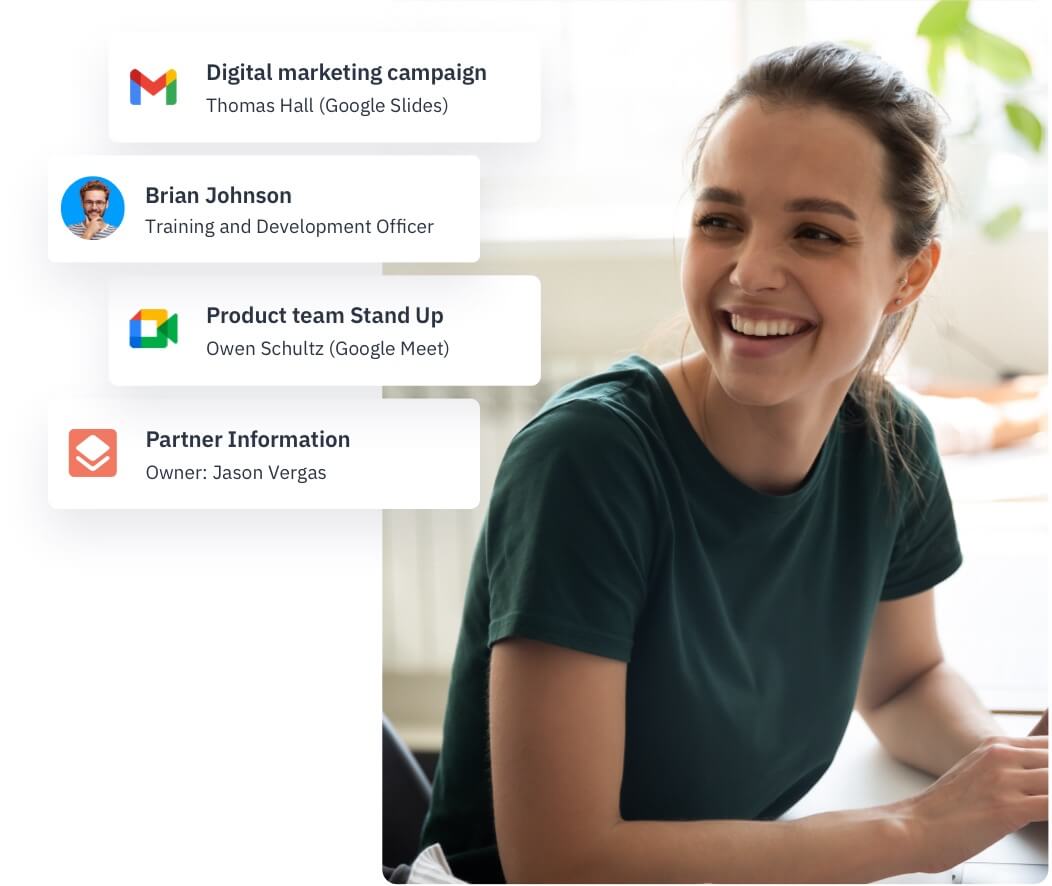 Digital marketing campaign
Thomas Hall (Google Slides)
Brian Johnson
Training and Development Officer
Product team Stand Up
Owen Schultz (Google Meet)
Partner Information
Owner: Jason Vergas